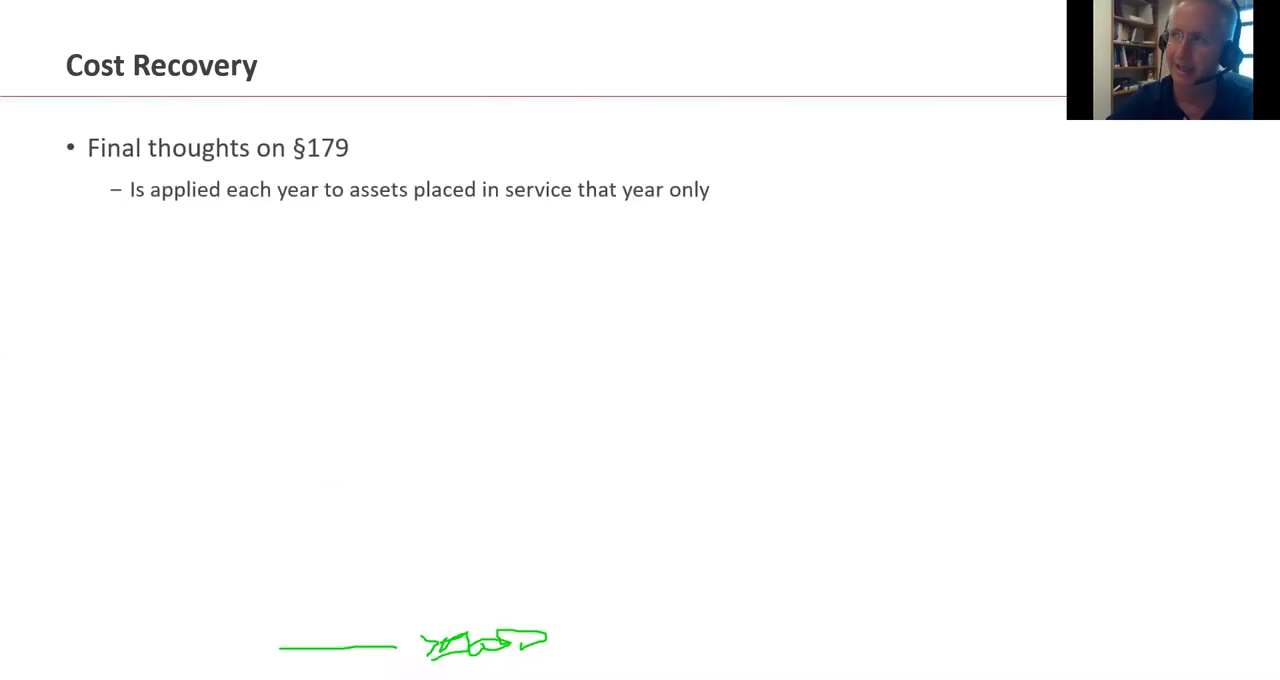 Cost Recovery
• Final thoughts on §179
– Is applied each year to assets placed in service that year only